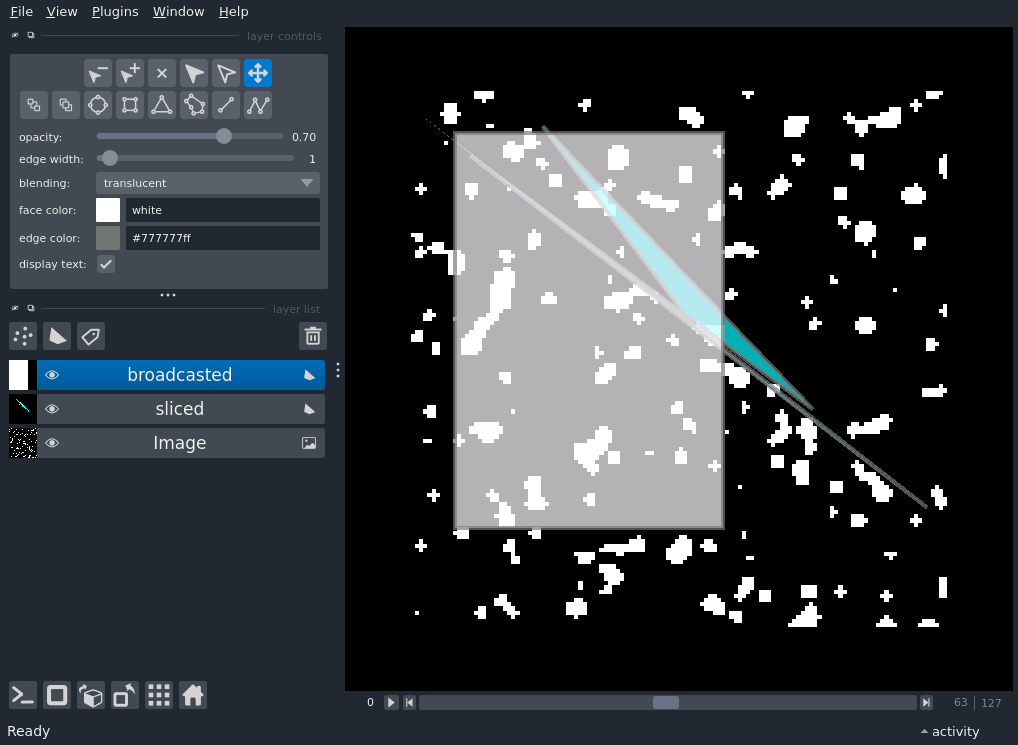 File View Plugins Window Help
layer controls
opacity: 0.70
edge width: 1
blending: translucent
face color: white
edge color: #777777ff
display text:
layer list
broadcasted
sliced
Image
0 63 127
Ready activity